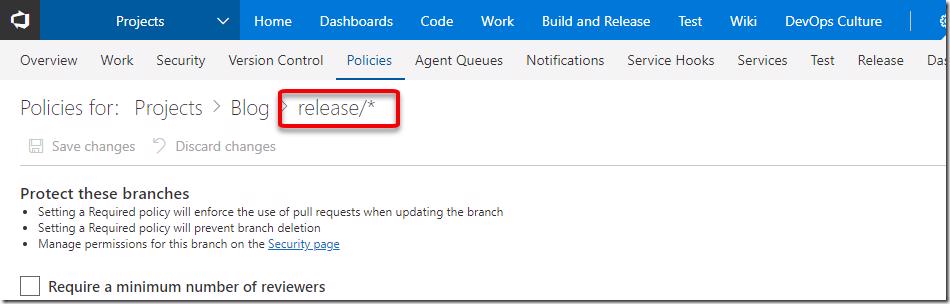 Projects Home Dashboards Code Work Build and Release Test Wiki DevOps Culture
Overview Work Security Version Control Policies Agent Queues Notifications Service Hooks Services Test Release Das
Policies for: Projects > Blog > release/*
Save changes Discard changes
Protect these branches
• Setting a Required policy will enforce the use of pull requests when updating the branch
• Setting a Required policy will prevent branch deletion
• Manage permissions for this branch on the Security page
Require a minimum number of reviewers